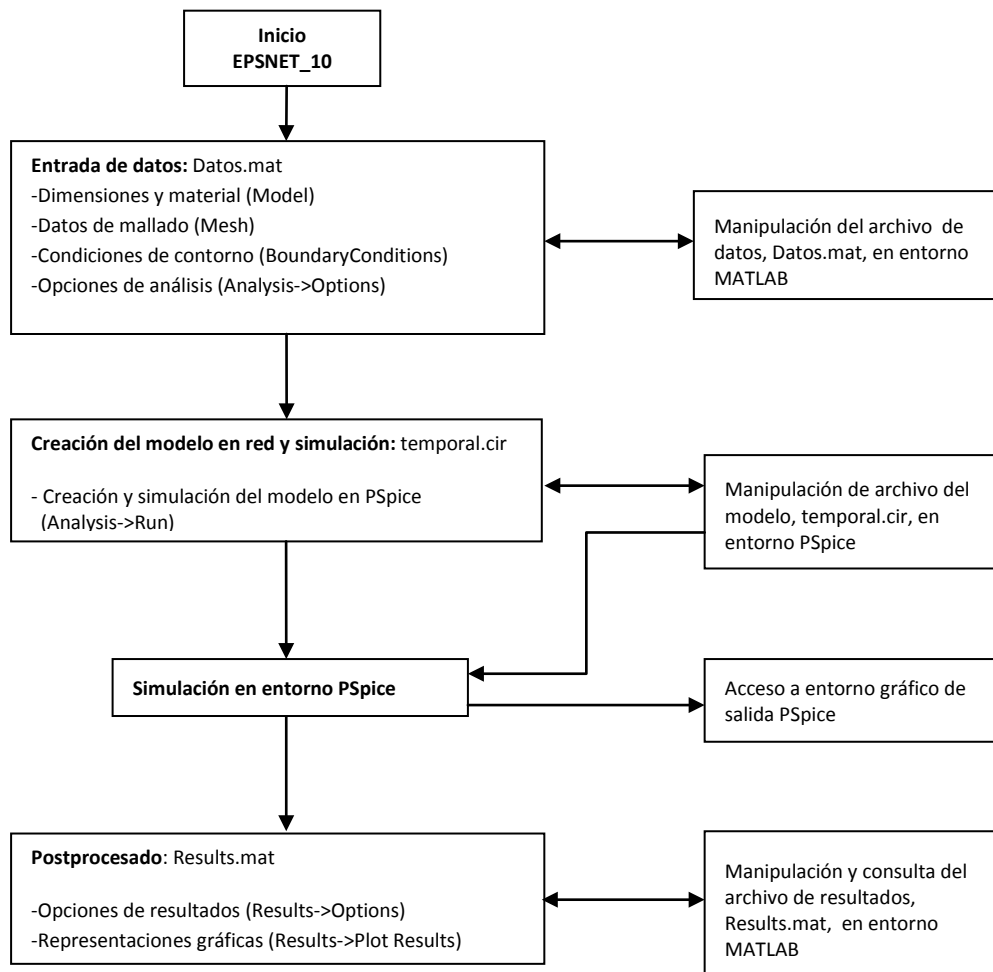 Inicio
EPSNET_10
Entrada de datos: Datos.mat
-Dimensiones y material (Model)
-Datos de mallado (Mesh)
-Condiciones de contorno (BoundaryConditions)
-Opciones de análisis (Analysis->Options)
Manipulación del archivo de
datos, Datos.mat, en entorno
MATLAB
Creación del modelo en red y simulación: temporal.cir
- Creación y simulación del modelo en PSpice
(Analysis->Run)
Manipulación de archivo del
modelo, temporal.cir, en
entorno PSpice
Simulación en entorno PSpice
Acceso a entorno gráfico de
salida PSpice
Postprocesado: Results.mat
-Opciones de resultados (Results->Options)
-Representaciones gráficas (Results->Plot Results)
Manipulación y consulta del
archivo de resultados,
Results.mat, en entorno
MATLAB